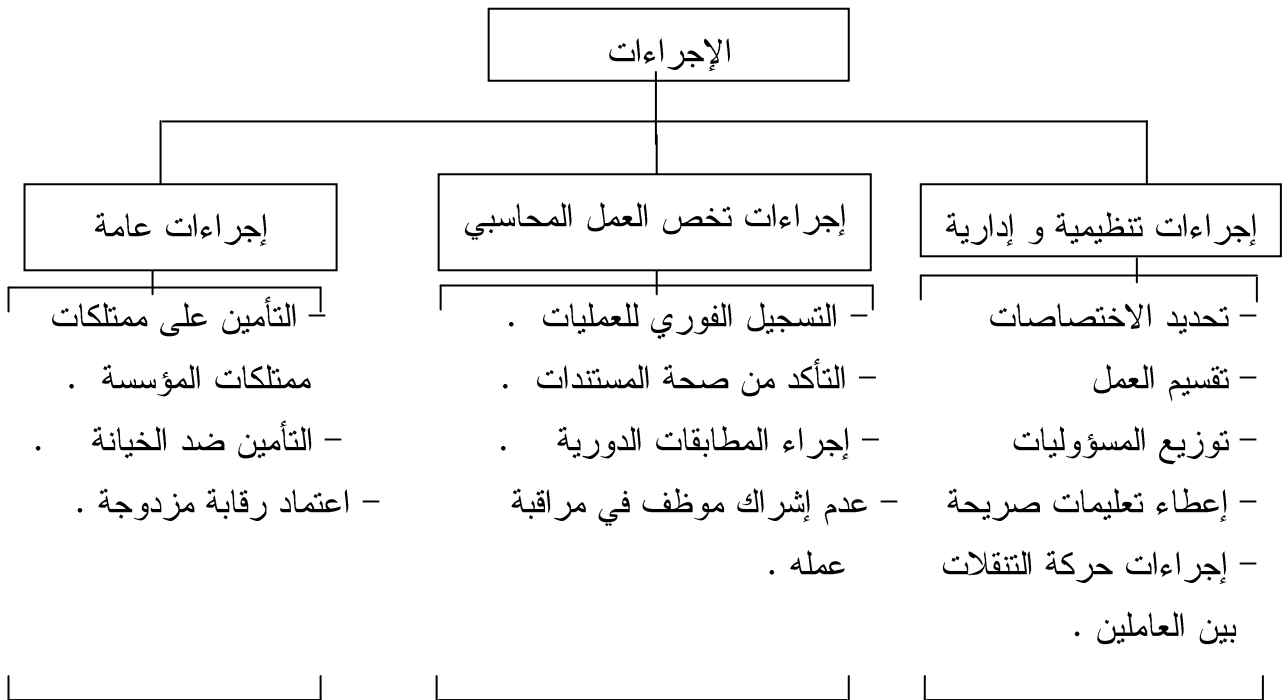 الإجراءات
إجراءات تنظيمية و إدارية
– تحديد الاختصاصات
– تقسيم العمل
– توزيع المسؤوليات
– إعطاء تعليمات صريحة
– إجراءات حركة التنقلات
بين العاملين .
إجراءات تخص العمل المحاسبي
– التسجيل الفوري للعمليات .
– التأكد من صحة المستندات .
– إجراء المطابقات الدورية .
– عدم إشراك موظف في مراقبة
عمله .
إجراءات عامة
– التأمين على ممتلكات
ممتلكات المؤسسة .
– التأمين ضد الخيانة .
– اعتماد رقابة مزدوجة .